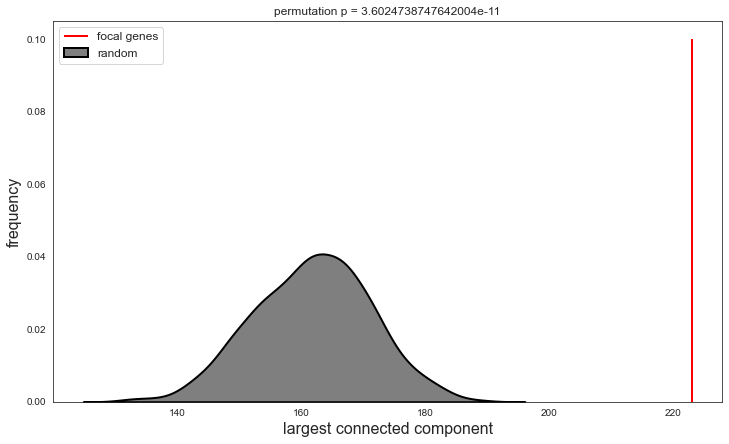 permutation p = 3.6024738747642004e-11
focal genes
random
0.10
0.08
0.06
0.04
0.02
0.00
frequency
140 160 180 200 220
largest connected component